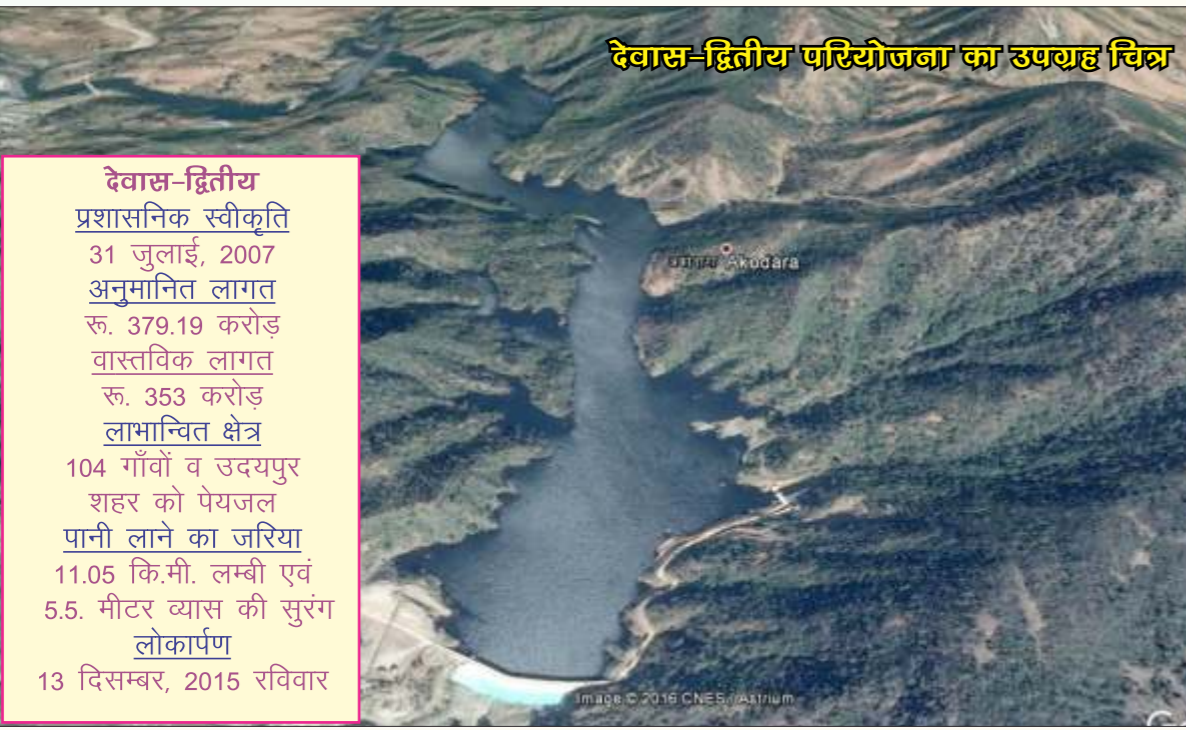 देवास–द्वितीय परियोजना का उपग्रह चित्र
देवास–द्वितीय
प्रशासनिक स्वीकृति
31 जुलाई, 2007
अनुमानित लागत
रू. 379.19 करोड़
वास्तविक लागत
रू. 353 करोड़
लाभान्वित क्षेत्र
104 गाँवों व उदयपुर
शहर को पेयजल
पानी लाने का जरिया
11.05 कि.मी. लम्बी एवं
5.5. मीटर व्यास की सुरंग
लोकार्पण
13 दिसम्बर, 2015 रविवार
Akodara
Image © 2016 CNES / Astrium